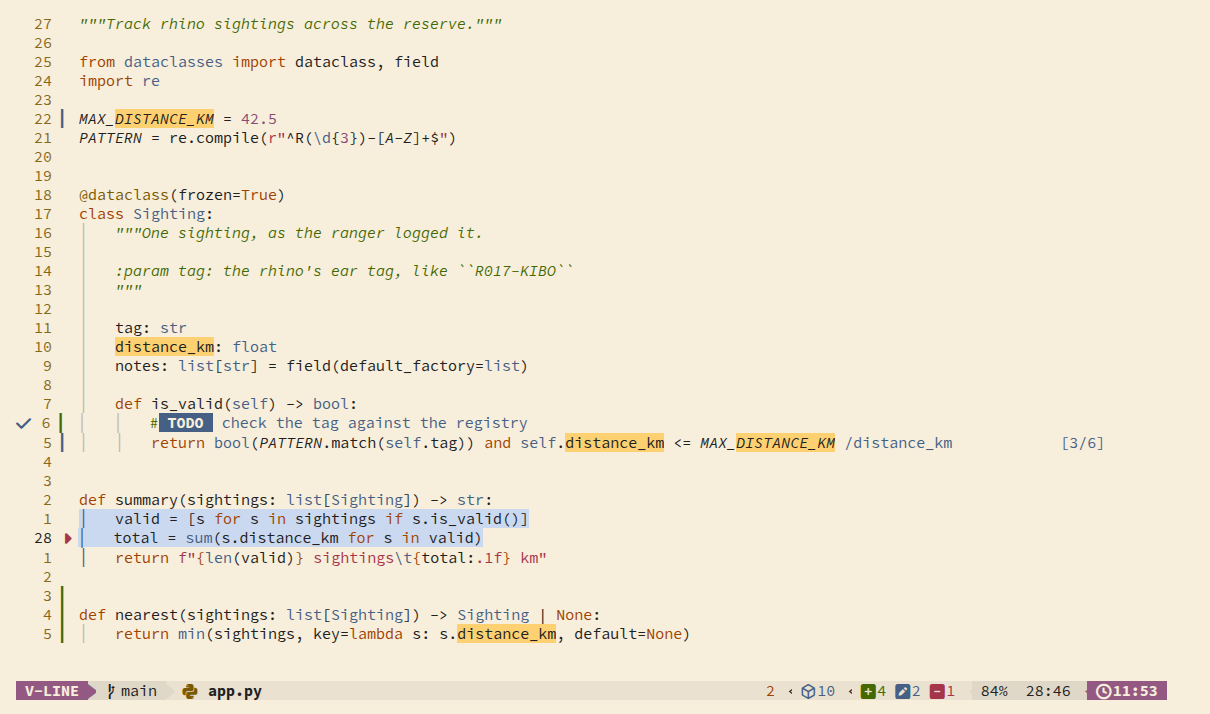 27 """Track rhino sightings across the reserve."""
26
25 from dataclasses import dataclass, field
24 import re
23
22 MAX_DISTANCE_KM = 42.5
21 PATTERN = re.compile(r"^R(\d{3})-[A-Z]+$")
20
19
18 @dataclass(frozen=True)
17 class Sighting:
16     """One sighting, as the ranger logged it.
15
14     :param tag: the rhino's ear tag, like ``R017-KIBO``
13     """
12
11     tag: str
10     distance_km: float
9     notes: list[str] = field(default_factory=list)
8
7     def is_valid(self) -> bool:
6         # TODO check the tag against the registry
5         return bool(PATTERN.match(self.tag)) and self.distance_km <= MAX_DISTANCE_KM /distance_km [3/6]
4
3
2 def summary(sightings: list[Sighting]) -> str:
1     valid = [s for s in sightings if s.is_valid()]
28     total = sum(s.distance_km for s in valid)
1     return f"{len(valid)} sightings\t{total:.1f} km"
2
3
4 def nearest(sightings: list[Sighting]) -> Sighting | None:
5     return min(sightings, key=lambda s: s.distance_km, default=None)
V-LINE main app.py 2 ‹ 10 ‹ +4 2 -1 84% 28:46 11:53